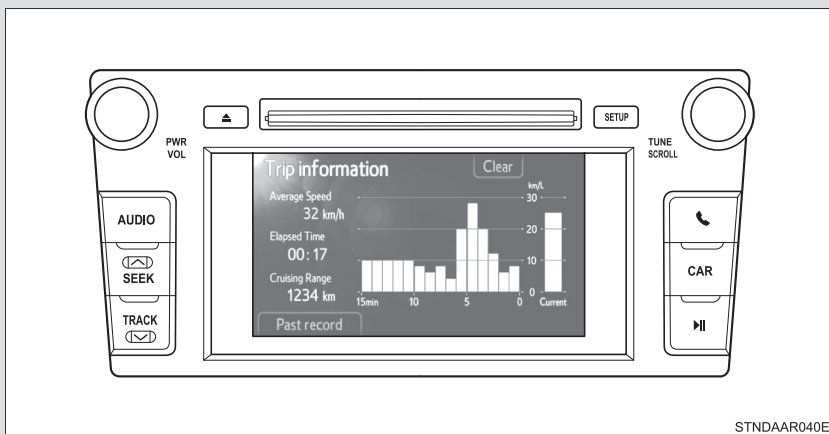 SETUP
PWR
VOL
TUNE
SCROLL
AUDIO
SEEK
TRACK
CAR
Trip information
Clear
Average Speed
32 km/h
Elapsed Time
00:17
Cruising Range
1234 km
Past record
km/L
30
20
10
0
15min 10 5 0 Current
STNDAAR040E